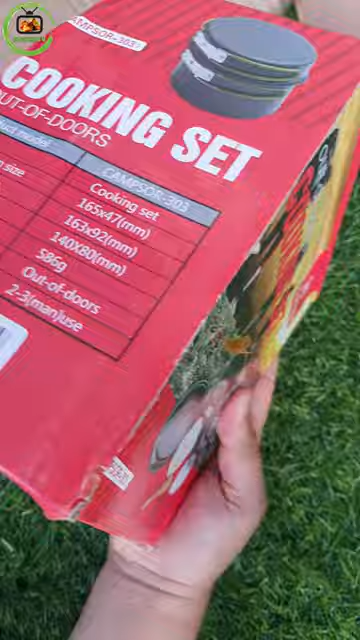 CAMPSOR-303
COOKING SET
OUT-OF-DOORS
model
CAMPSOR-303
size
Cooking set
165x47(mm)
163x92(mm)
140X80(mm)
586g
Out-of-doors
2-3(man)use